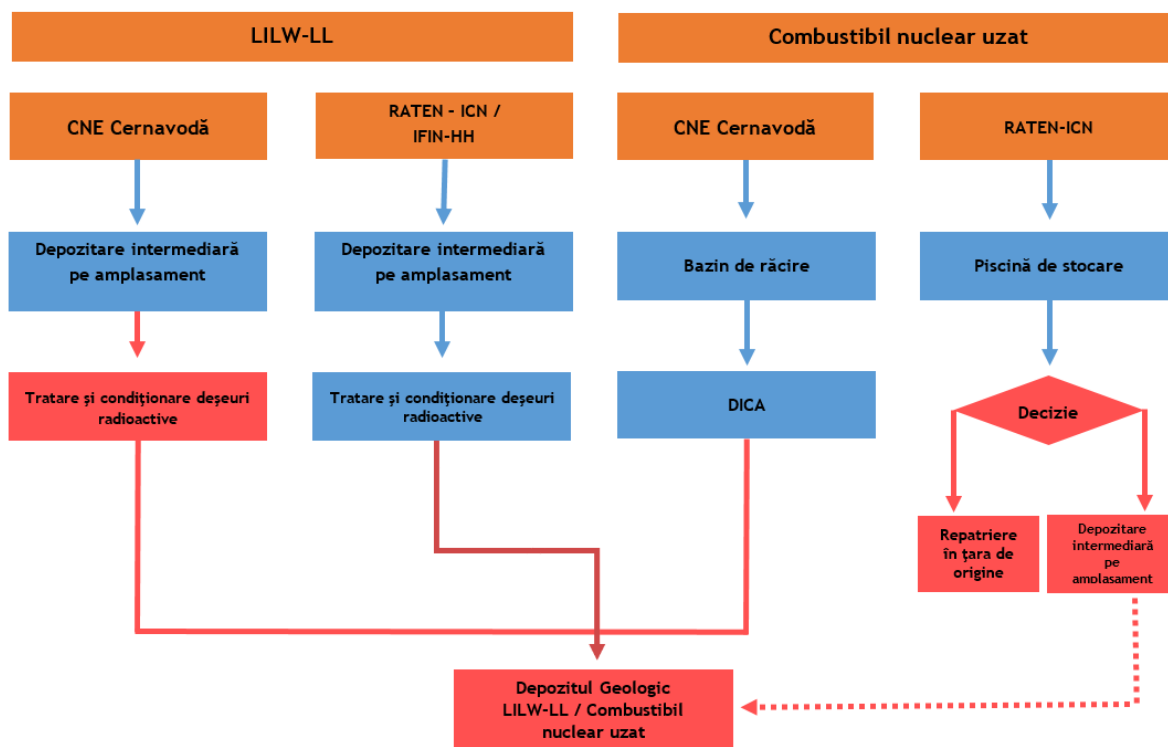 LILW-LL
Combustibil nuclear uzat
CNE Cernavodă
RATEN - ICN /
IFIN-HH
CNE Cernavodă
RATEN-ICN
Depozitare intermediară
pe amplasament
Depozitare intermediară
pe amplasament
Bazin de răcire
Piscină de stocare
Tratare și condiționare deșeuri
radioactive
Tratare și condiționare deșeuri
radioactive
DICA
Decizie
Repatriere
în țara de
origine
Depozitare
intermediară
pe
amplasament
Depozitul Geologic
LILW-LL / Combustibil
nuclear uzat